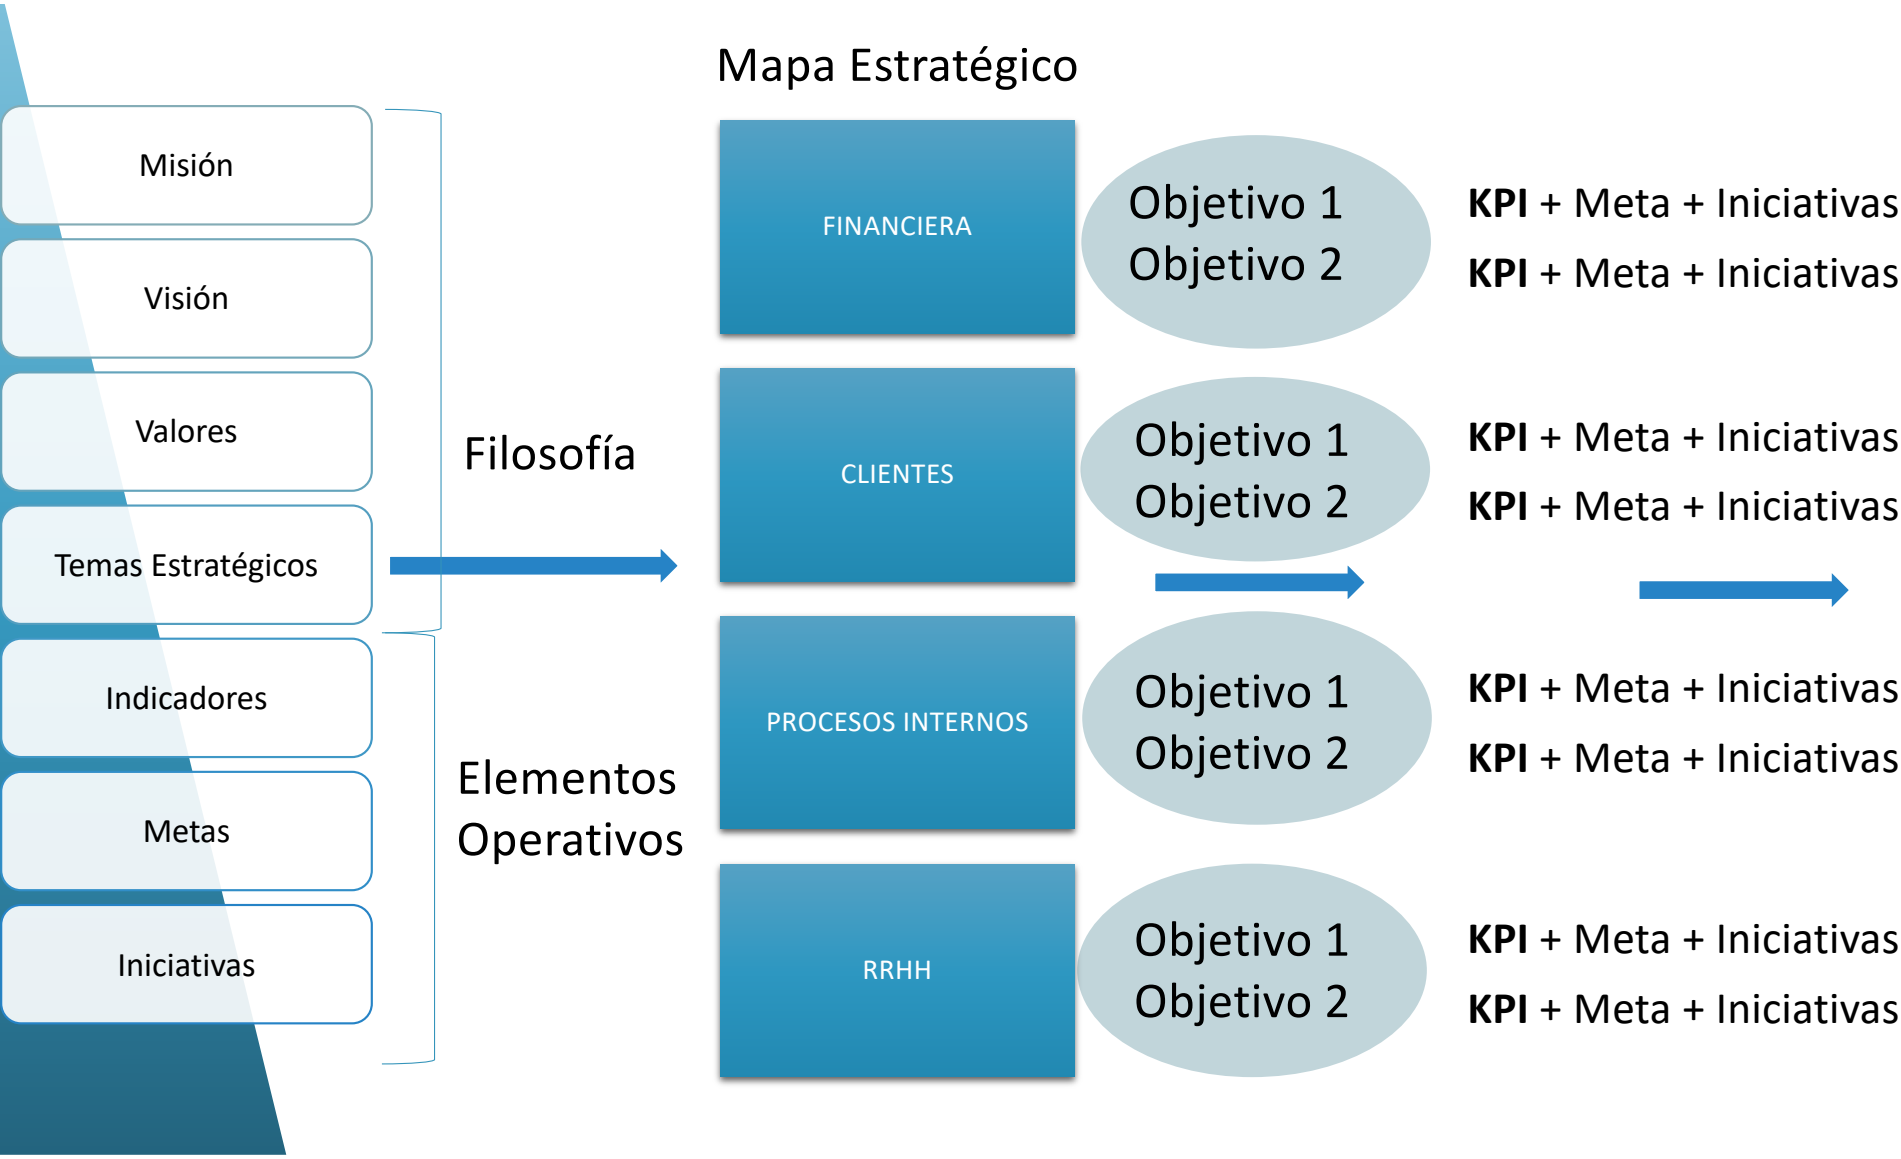 Misión
Visión
Valores
Temas Estratégicos
Indicadores
Metas
Iniciativas
Filosofía
Elementos
Operativos
Mapa Estratégico
FINANCIERA
Objetivo 1
Objetivo 2
KPI + Meta + Iniciativas
KPI + Meta + Iniciativas
CLIENTES
Objetivo 1
Objetivo 2
KPI + Meta + Iniciativas
KPI + Meta + Iniciativas
PROCESOS INTERNOS
Objetivo 1
Objetivo 2
KPI + Meta + Iniciativas
KPI + Meta + Iniciativas
RRHH
Objetivo 1
Objetivo 2
KPI + Meta + Iniciativas
KPI + Meta + Iniciativas